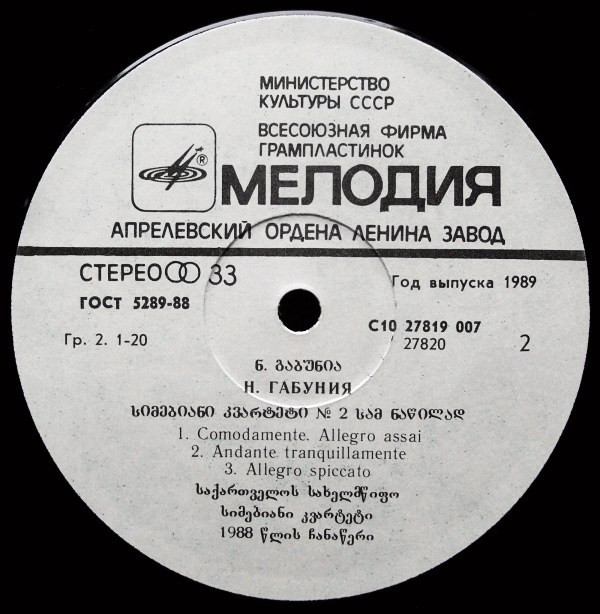 МИНИСТЕРСТВО
КУЛЬТУРЫ СССР
ВСЕСОЮЗНАЯ ФИРМА
ГРАМПЛАСТИНОК
®
МЕЛОДИЯ
АПРЕЛЕВСКИЙ ОРДЕНА ЛЕНИНА ЗАВОД
СТЕРЕО 33
Год выпуска 1989
ГОСТ 5289-88
С10 27819 007
Гр. 2. 1-20
27820
2
ნ. გაბუნია
Н. ГАБУНИЯ
სიმებიანი კვარტეტი № 2 სამ ნაწილად
1. Comodamente. Allegro assai
2. Andante tranquillamente
3. Allegro spiccato
საქართველოს სახელმწიფო
სიმებიანი კვარტეტი
1988 წლის ჩანაწერი